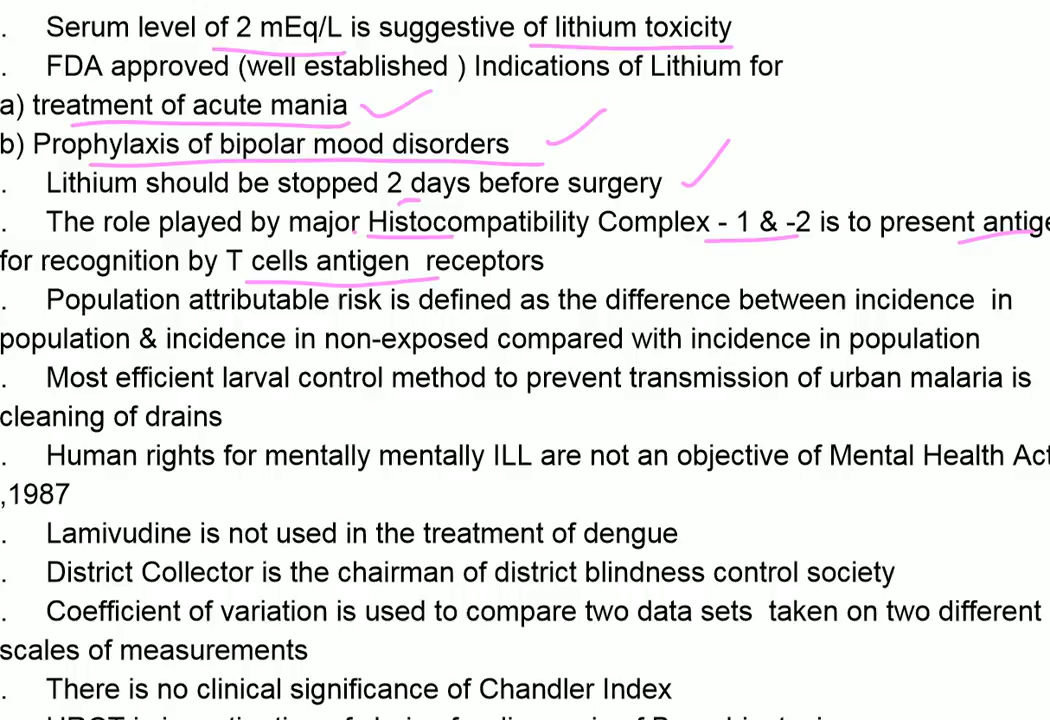 . Serum level of 2 mEq/L is suggestive of lithium toxicity
. FDA approved (well established ) Indications of Lithium for
a) treatment of acute mania
b) Prophylaxis of bipolar mood disorders
. Lithium should be stopped 2 days before surgery
. The role played by major Histocompatibility Complex - 1 & -2 is to present antige
for recognition by T cells antigen receptors
. Population attributable risk is defined as the difference between incidence in
population & incidence in non-exposed compared with incidence in population
. Most efficient larval control method to prevent transmission of urban malaria is
cleaning of drains
. Human rights for mentally mentally ILL are not an objective of Mental Health Act
,1987
. Lamivudine is not used in the treatment of dengue
. District Collector is the chairman of district blindness control society
. Coefficient of variation is used to compare two data sets taken on two different
scales of measurements
. There is no clinical significance of Chandler Index